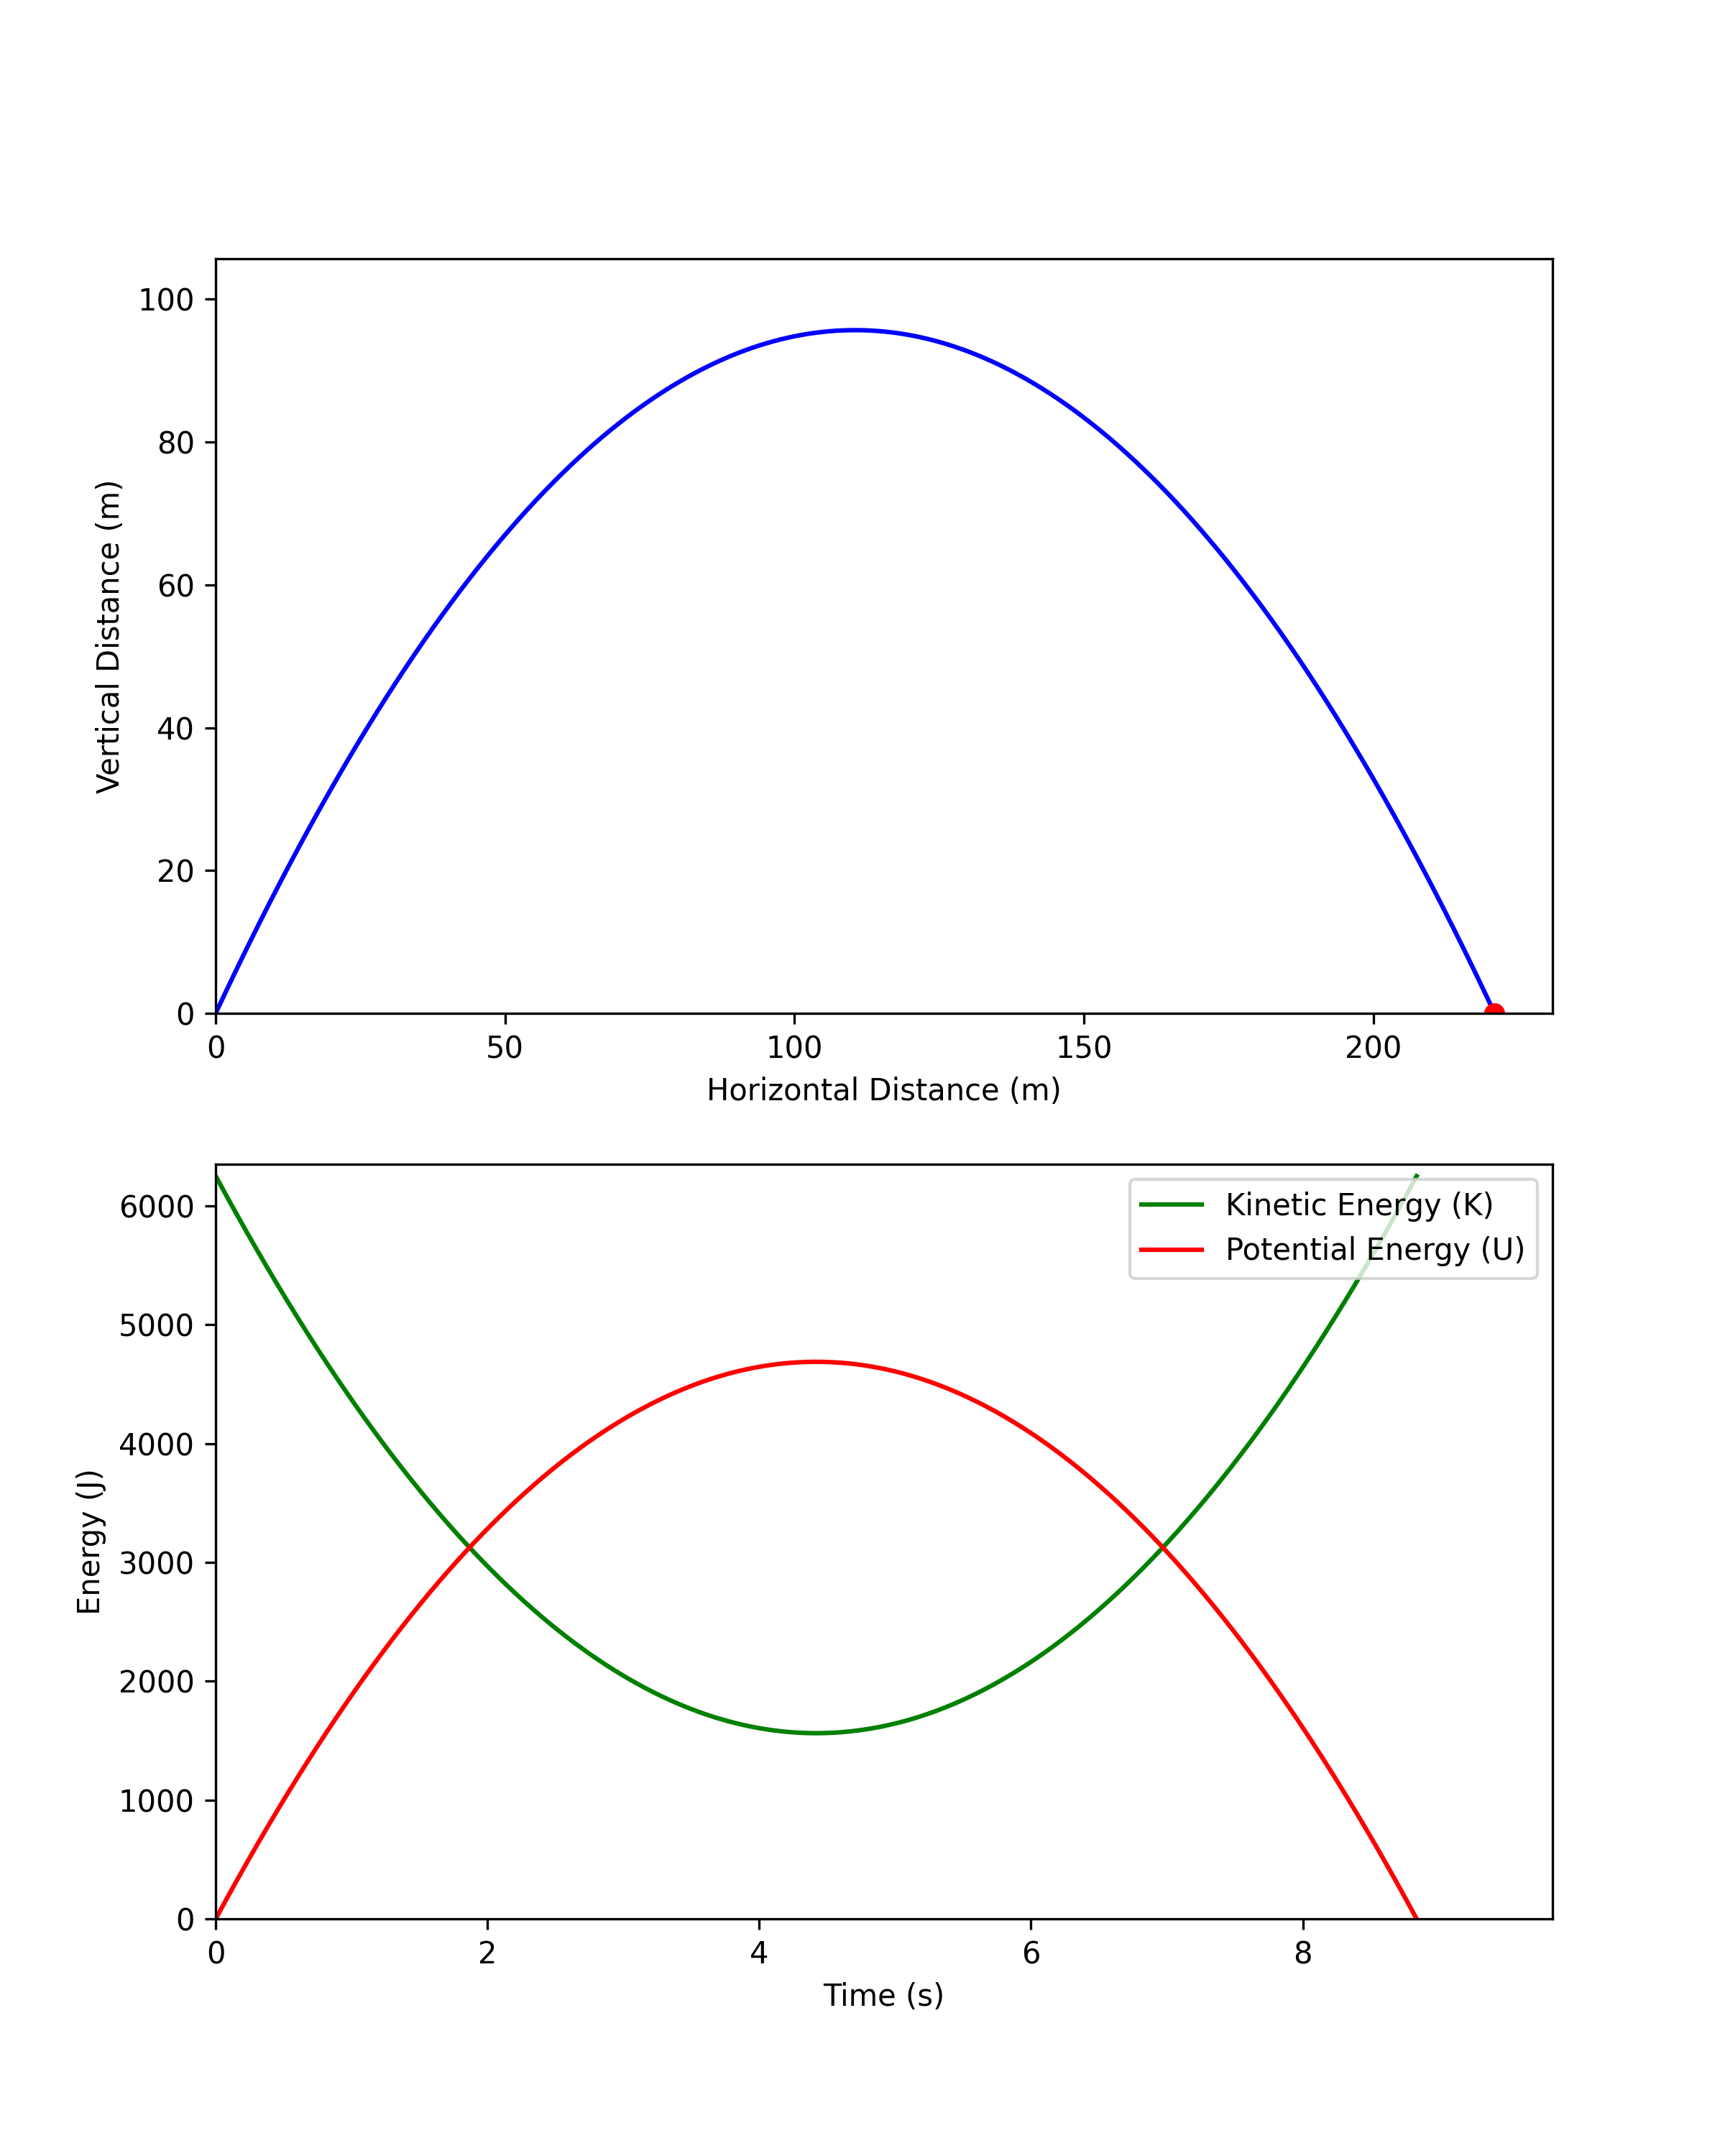 100
80
60
40
20
0
Vertical Distance (m)
0 50 100 150 200
Horizontal Distance (m)
6000
5000
4000
3000
2000
1000
0
Energy (J)
Kinetic Energy (K)
Potential Energy (U)
0 2 4 6 8
Time (s)